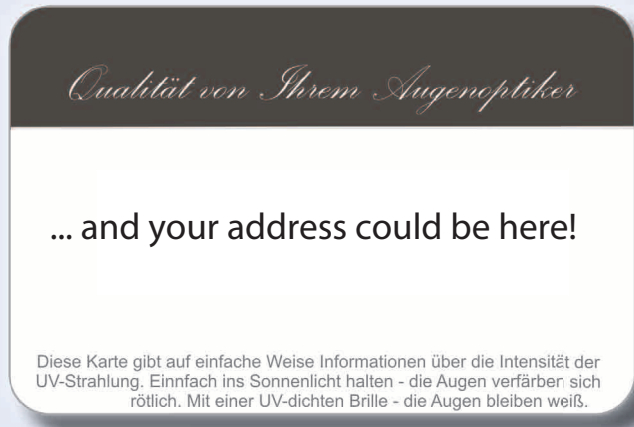 Qualität von Ihrem Augenoptiker
... and your address could be here!
Diese Karte gibt auf einfache Weise Informationen über die Intensität der
UV-Strahlung. Einnfach ins Sonnenlicht halten - die Augen verfärben sich
rötlich. Mit einer UV-dichten Brille - die Augen bleiben weiß.